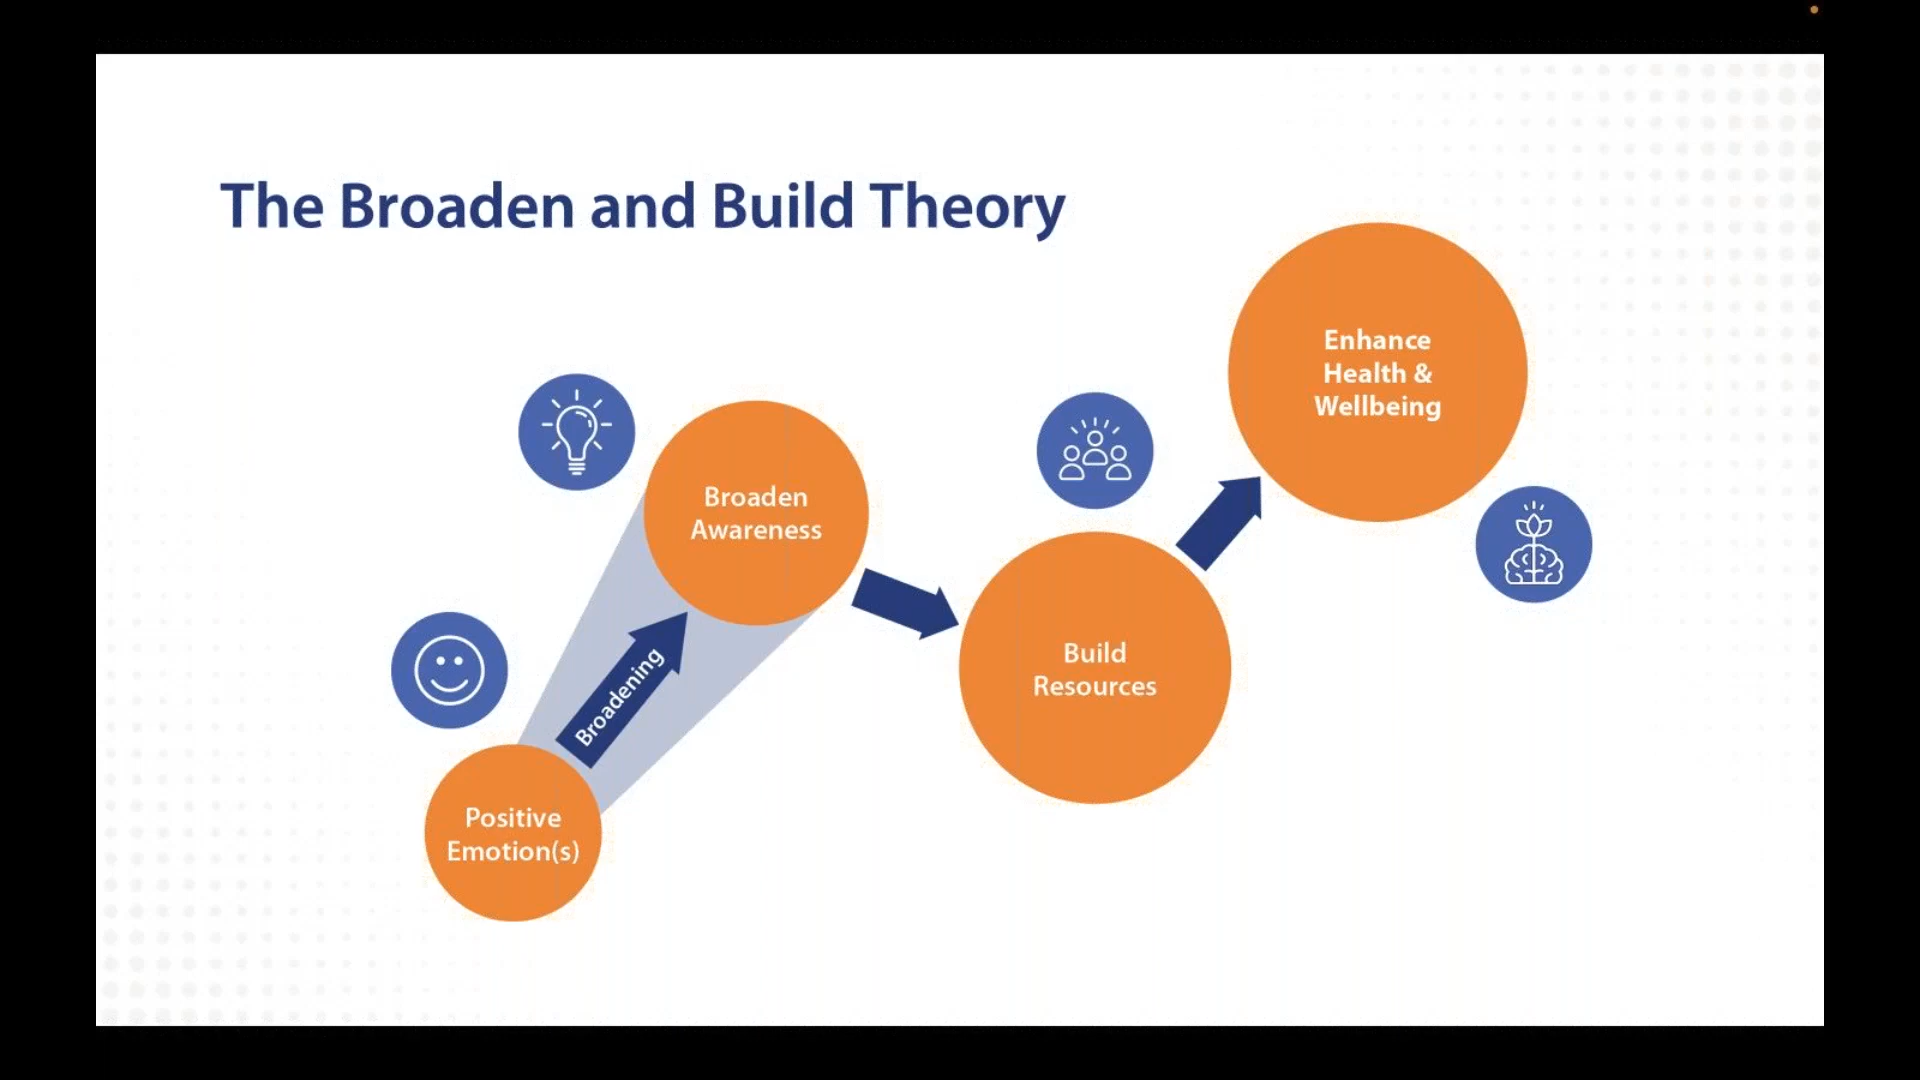 The Broaden and Build Theory
Enhance
Health &
Wellbeing
Broaden
Awareness
Build
Resources
Broadening
Positive
Emotion(s)